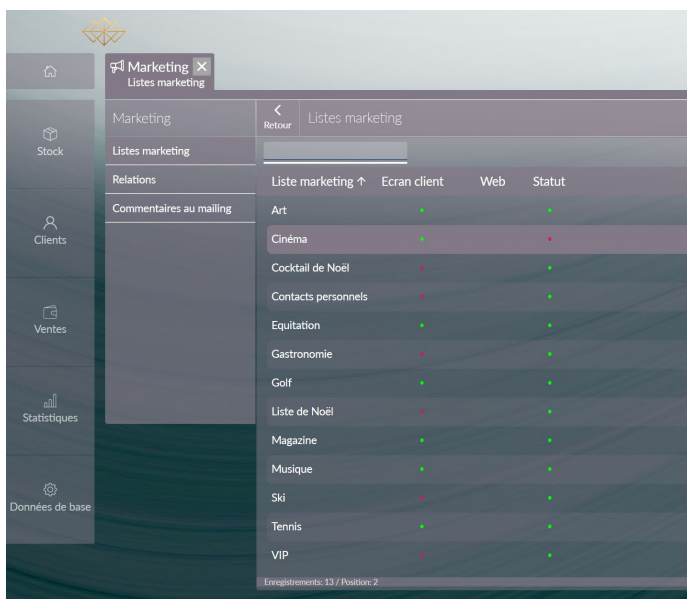 Marketing
Listes marketing
Stock
Clients
Ventes
Statistiques
Données de base
Marketing
Listes marketing
Relations
Commentaires au mailing
Retour
Listes marketing
Liste marketing Ecran client Web Statut
Art
Cinéma
Cocktail de Noël
Contacts personnels
Equitation
Gastronomie
Golf
Liste de Noël
Magazine
Musique
Ski
Tennis
VIP
Enregistrements: 13 / Position: 2